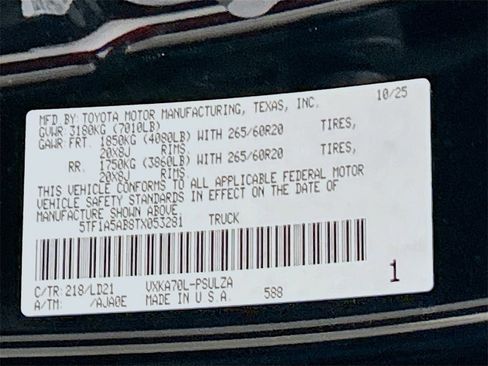 MFD BY: TOYOTA MOTOR MANUFACTURING, TEXAS, INC. 10/25
GVWR: 3180KG (7010LB)
GAWR: FRT. 1850KG (4080LB) WITH 265/60R20 TIRES,
20X8J RIMS,
RR. 1750KG (3860LB) WITH 265/60R20 TIRES,
20X8J RIMS
THIS VEHICLE CONFORMS TO ALL APPLICABLE FEDERAL MOTOR
VEHICLE SAFETY STANDARDS IN EFFECT ON THE DATE OF
MANUFACTURE SHOWN ABOVE.
5TF1A5AB8TX053281 TRUCK
C/TR: 218/LD21 VXKA70L-PSULZA
A/TM: /AJA0E MADE IN U S A 588
1